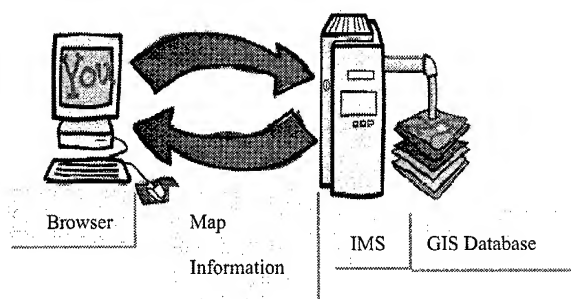 You
Browser
Map
Information
IMS
GIS Database